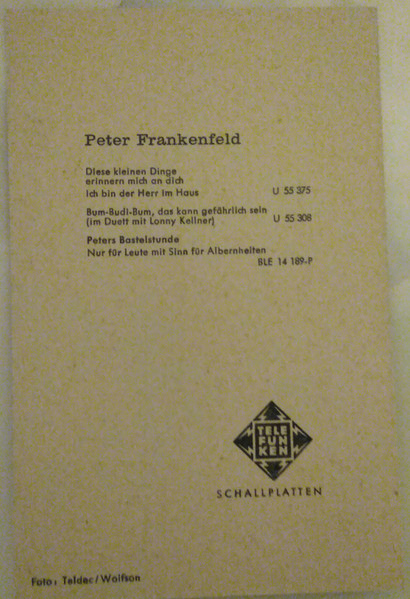 Peter Frankenfeld
Diese kleinen Dinge
erinnern mich an dich
Ich bin der Herr im Haus U 55 375
Bum-Budi-Bum, das kann gefährlich sein
(im Duett mit Lonny Kellner) U 55 308
Peters Bastelstunde
Nur für Leute mit Sinn für Albernheiten
BLE 14 189-P
TELE
FUN
KEN
SCHALLPLATTEN
Foto: Teldec/Wolfson